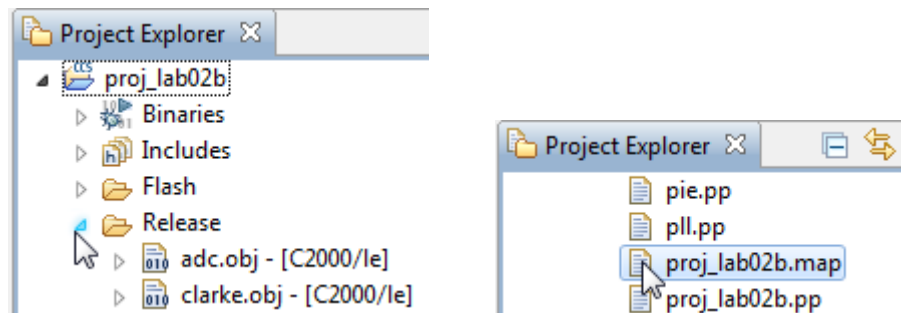 Project Explorer
proj_lab02b
Binaries
Includes
Flash
Release
adc.obj - [C2000/le]
clarke.obj - [C2000/le]
Project Explorer
pie.pp
pll.pp
proj_lab02b.map
proj_lab02b.pp